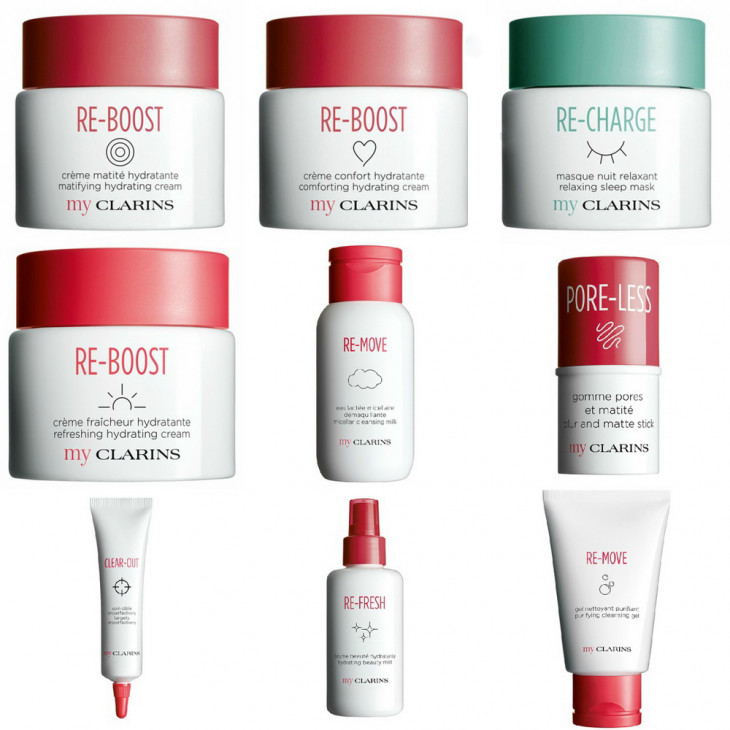 RE-BOOST
crème matité hydratante
matifying hydrating cream
my CLARINS
RE-BOOST
crème confort hydratante
comforting hydrating cream
my CLARINS
RE-CHARGE
masque nuit relaxant
relaxing sleep mask
my CLARINS
RE-BOOST
crème fraîcheur hydratante
refreshing hydrating cream
my CLARINS
RE-MOVE
eau lactée micellaire
démaquillante
micellar cleansing milk
my CLARINS
PORE-LESS
gomme pores
et matité
blur and matte stick
my CLARINS
CLEAR-OUT
soin ciblé
imperfections
targets
imperfections
my CLARINS
RE-FRESH
brume beauté hydratante
hydrating beauty mist
my CLARINS
RE-MOVE
gel nettoyant purifiant
purifying cleansing gel
my CLARINS